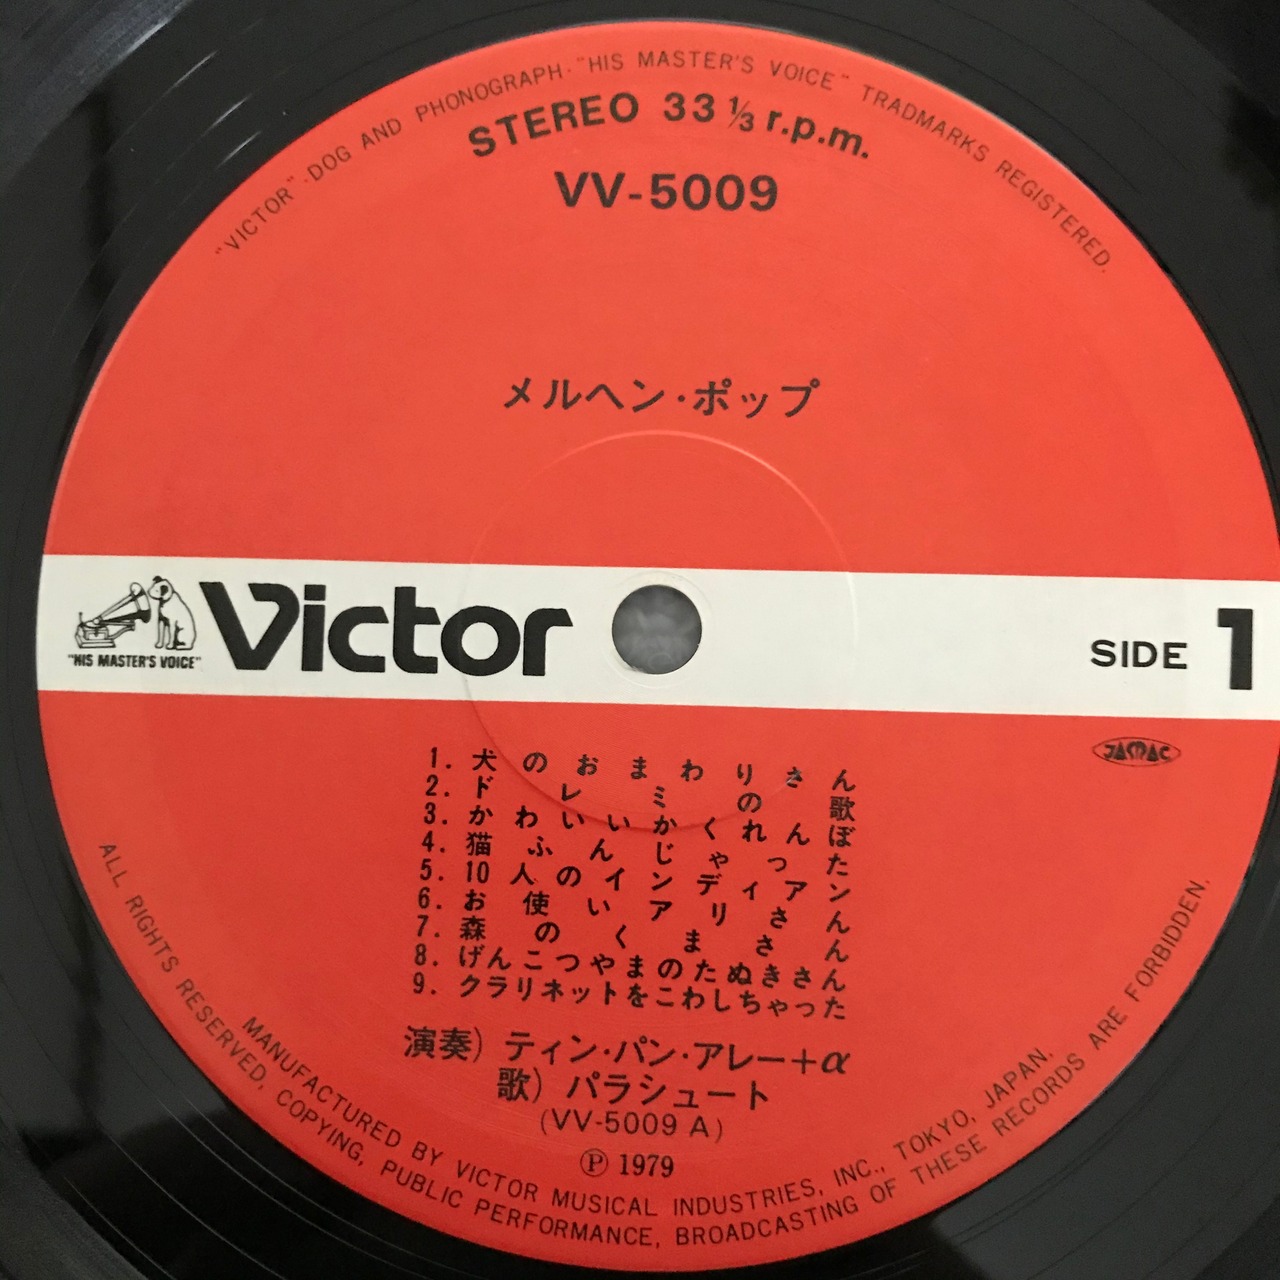 "VICTOR"-DOG AND PHONOGRAPH-"HIS MASTER'S VOICE" TRADMARKS REGISTERED.
STEREO 33 1/3 r.p.m.
VV-5009
メルヘン・ポップ
"HIS MASTER'S VOICE"
Victor
SIDE 1
JASMAC
1. 犬のおまわりさん
2. ドレミの歌
3. かわいいかくれんぼ
4. 猫ふんじゃった
5. 10人のインディアン
6. お使いアリさん
7. 森のくまさん
8. げんこつやまのたぬきさん
9. クラリネットをこわしちゃった
演奏) ティン・パン・アレー+α
歌) パラシュート
(VV-5009 A)
Ⓟ 1979
MANUFACTURED BY VICTOR MUSICAL INDUSTRIES, INC., TOKYO, JAPAN.
ALL RIGHTS RESERVED, COPYING, PUBLIC PERFORMANCE, BROADCASTING OF THESE RECORDS ARE FORBIDDEN.